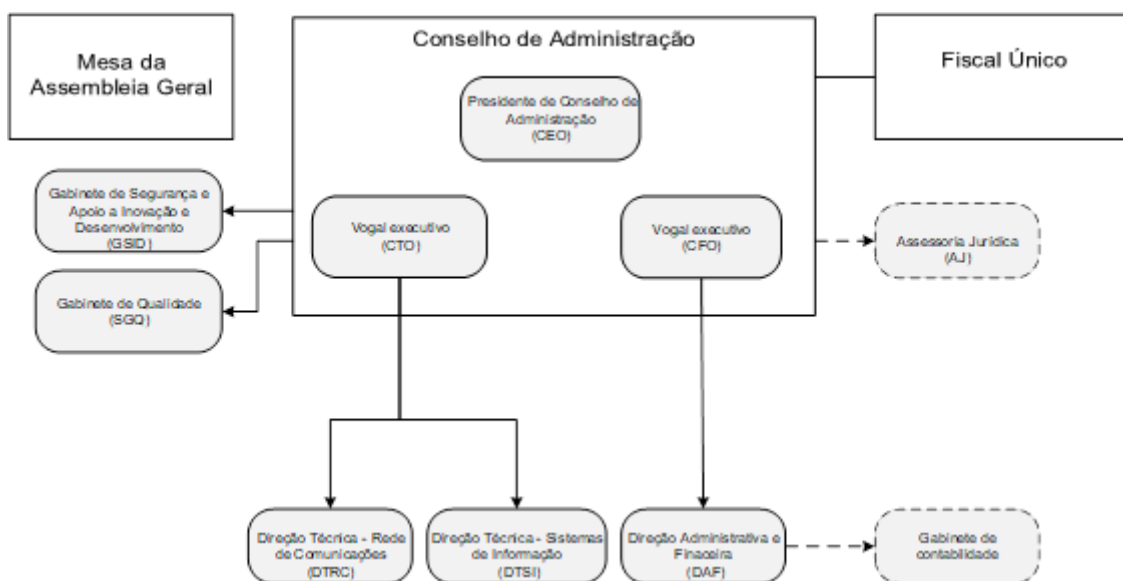 Mesa da
Assembleia Geral
Conselho de Administração
Fiscal Único
Presidente de Conselho de
Administração
(CEO)
Gabinete de Segurança e
Apoio a Inovação e
Desenvolvimento
(GSID)
Vogal executivo
(CTO)
Vogal executivo
(CFO)
Assessoria Jurídica
(AJ)
Gabinete de Qualidade
(SGQ)
Direção Técnica - Rede
de Comunicações
(DTRC)
Direção Técnica - Sistemas
de Informação
(DTSI)
Direção Administrativa e
Finaceira
(DAF)
Gabinete de
contabilidade